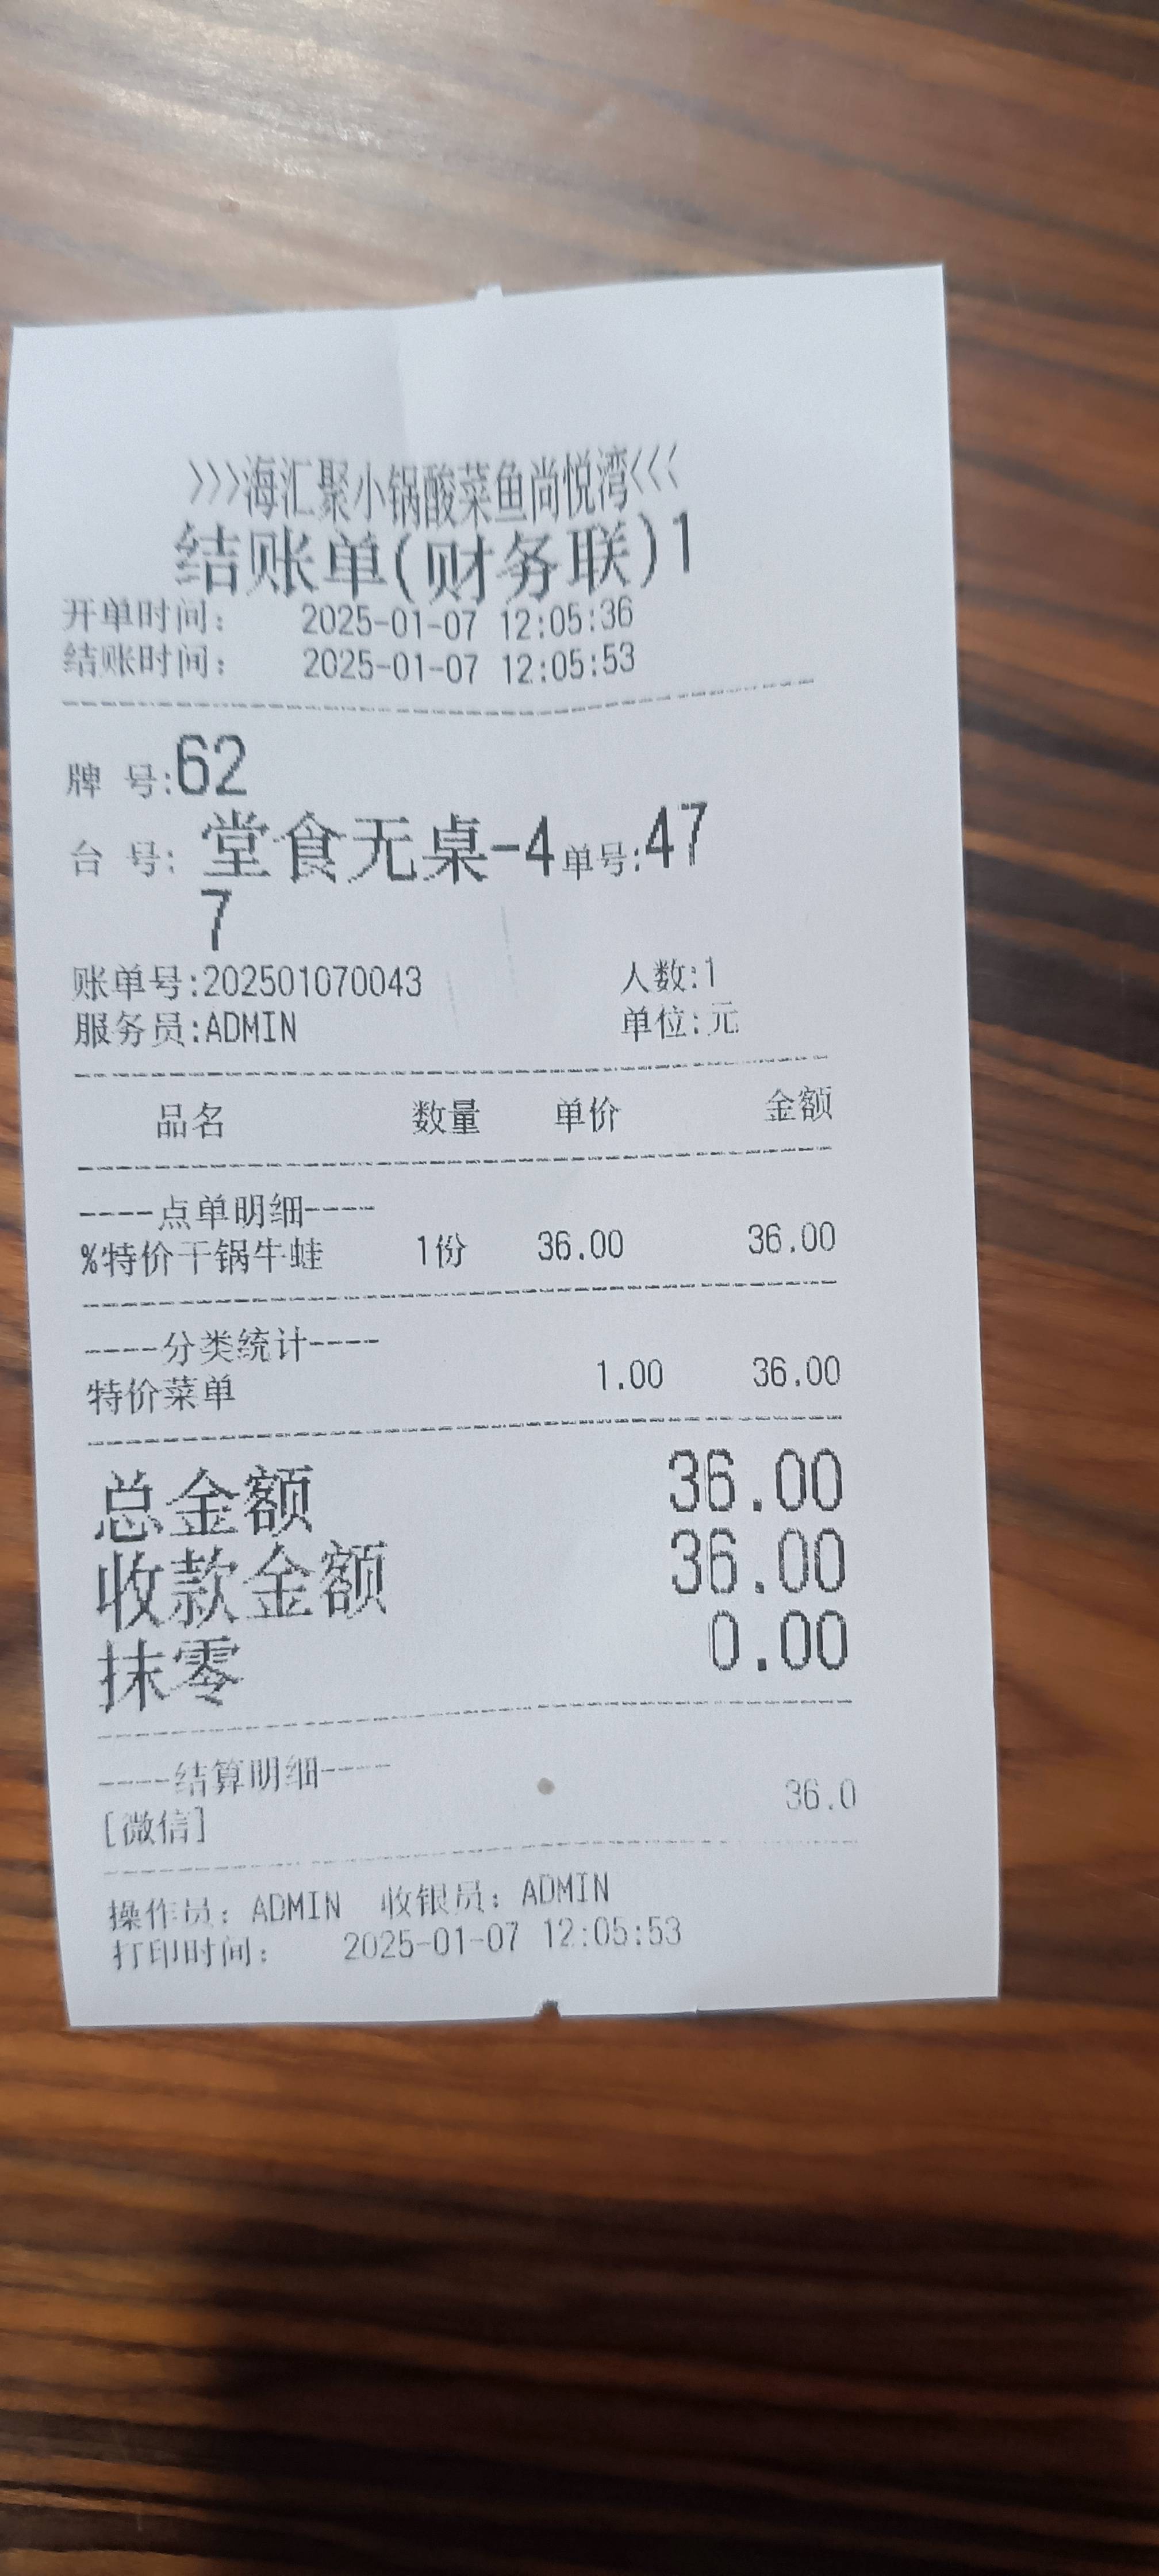 >>>海汇聚小锅酸菜鱼尚悦湾<<<
结账单(财务联)1
开单时间: 2025-01-07 12:05:36
结账时间: 2025-01-07 12:05:53
牌 号:62
台 号: 堂食无桌-4单号:47
7
账单号:202501070043 人数:1
服务员:ADMIN 单位:元
品名 数量 单价 金额
----点单明细----
%特价干锅牛蛙 1份 36.00 36.00
----分类统计----
特价菜单 1.00 36.00
总金额 36.00
收款金额 36.00
抹零 0.00
----结算明细----
[微信] 36.0
操作员: ADMIN 收银员: ADMIN
打印时间: 2025-01-07 12:05:53